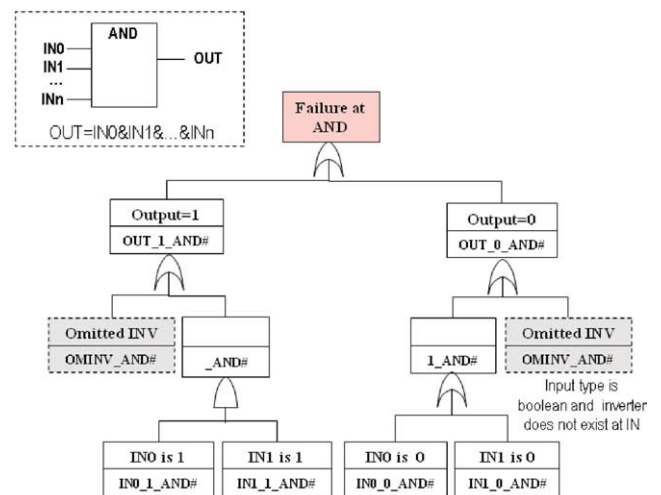 AND
IN0
IN1
...
INn
OUT
OUT=IN0&IN1&...&INn
Failure at
AND
Output=1
OUT_1_AND#
Output=0
OUT_0_AND#
Omitted INV
OMINV_AND#
_AND#
1_AND#
Omitted INV
OMINV_AND#
Input type is
boolean and inverter
does not exist at IN
IN0 is 1
IN0_1_AND#
IN1 is 1
IN1_1_AND#
IN0 is 0
IN0_0_AND#
IN1 is 0
IN1_0_AND#